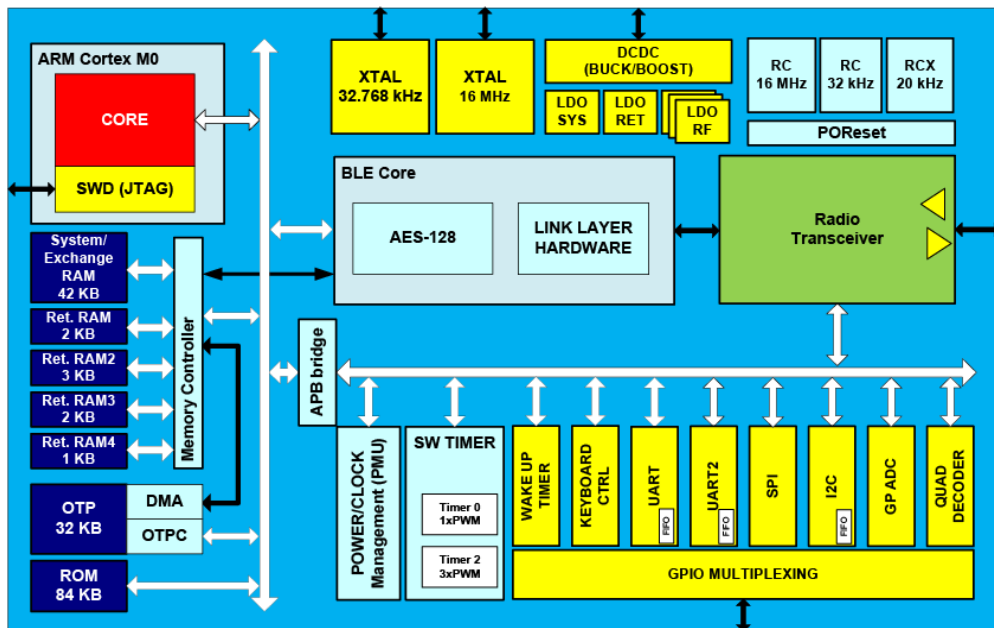 ARM Cortex M0
CORE
SWD (JTAG)
XTAL
32.768 kHz
XTAL
16 MHz
DCDC
(BUCK/BOOST)
LDO
SYS
LDO
RET
LDO
RF
RC
16 MHz
RC
32 kHz
RCX
20 kHz
POReset
BLE Core
AES-128
LINK LAYER
HARDWARE
Radio
Transceiver
System/
Exchange
RAM
42 KB
Ret. RAM
2 KB
Ret. RAM2
3 KB
Ret. RAM3
2 KB
Ret. RAM4
1 KB
Memory Controller
OTP
32 KB
DMA
OTPC
ROM
84 KB
APB bridge
POWER/CLOCK
Management (PMU)
SW TIMER
Timer 0
1xPWM
Timer 2
3xPWM
WAKE UP
TIMER
KEYBOARD
CTRL
UART
FIFO
UART2
FIFO
SPI
I2C
FIFO
GP ADC
QUAD
DECODER
GPIO MULTIPLEXING